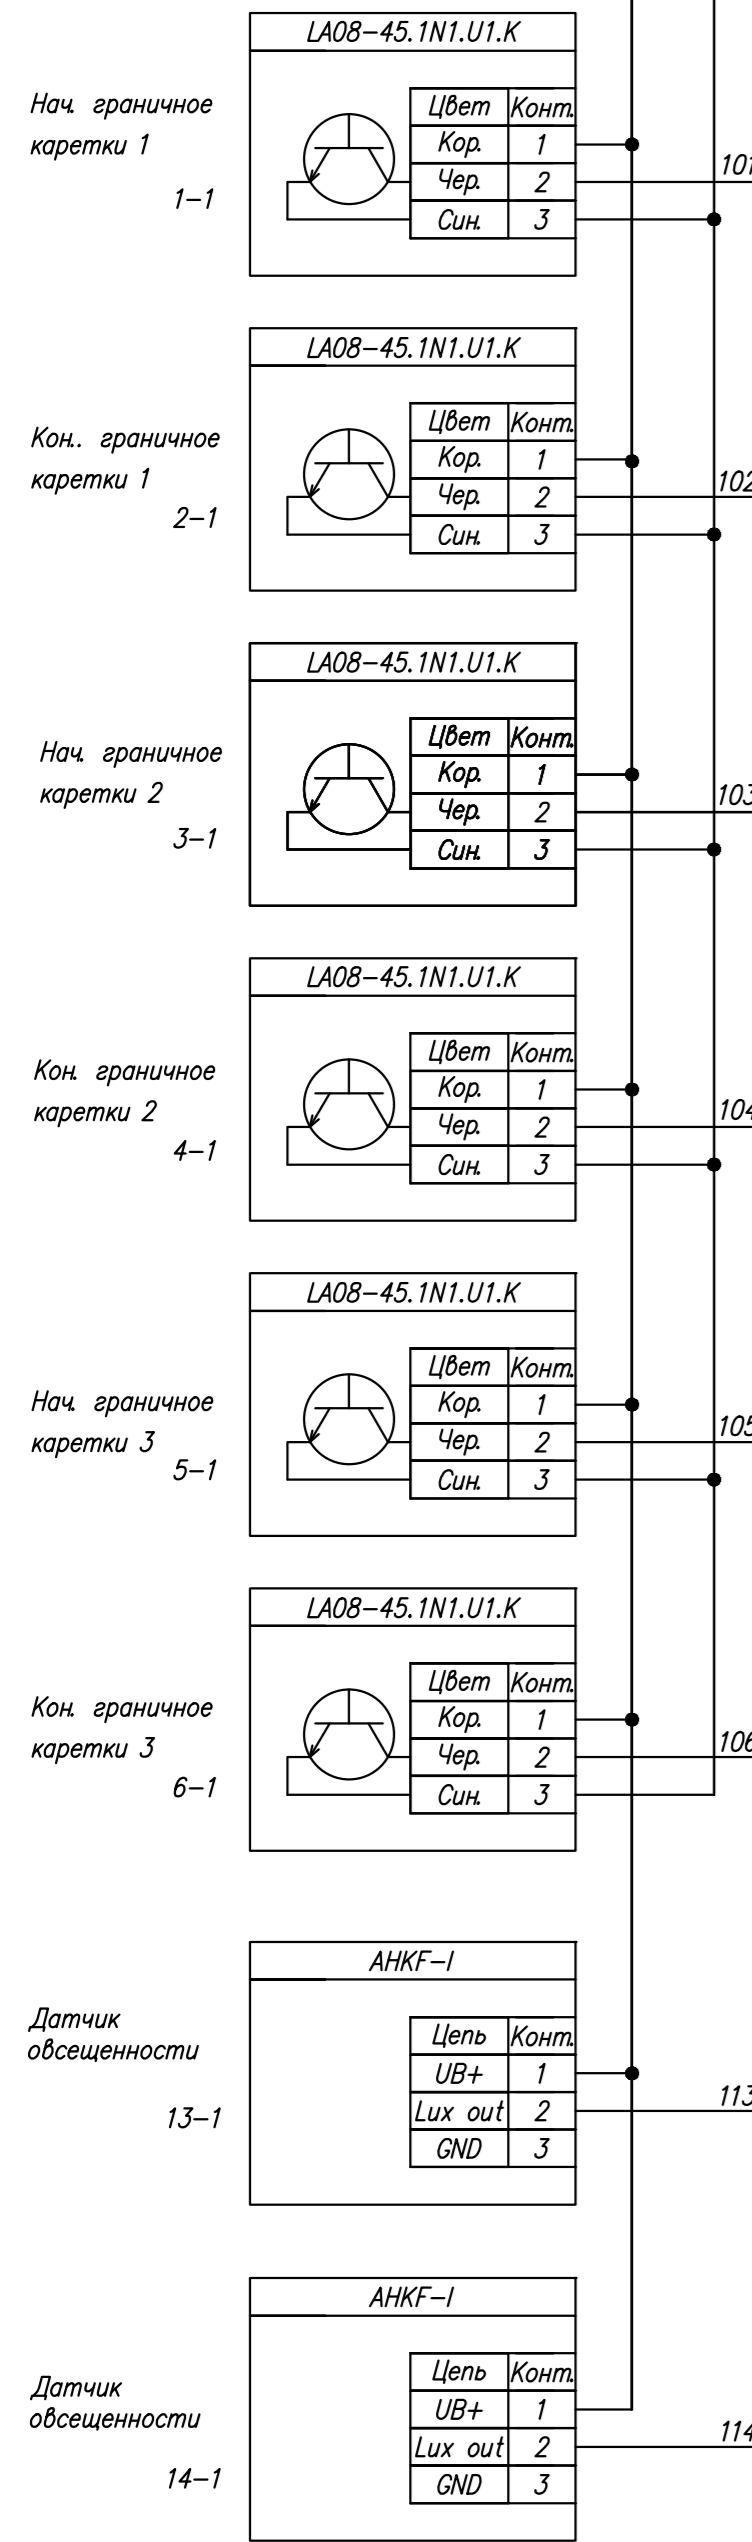 LA08-45.1N1.U1.K
Нач. граничное
каретки 1
1-1
Цвет Конт.
Кор. 1
Чер. 2
Син. 3
101
LA08-45.1N1.U1.K
Кон.. граничное
каретки 1
2-1
Цвет Конт.
Кор. 1
Чер. 2
Син. 3
102
LA08-45.1N1.U1.K
Нач. граничное
каретки 2
3-1
Цвет Конт.
Кор. 1
Чер. 2
Син. 3
103
LA08-45.1N1.U1.K
Кон. граничное
каретки 2
4-1
Цвет Конт.
Кор. 1
Чер. 2
Син. 3
104
LA08-45.1N1.U1.K
Нач. граничное
каретки 3
5-1
Цвет Конт.
Кор. 1
Чер. 2
Син. 3
105
LA08-45.1N1.U1.K
Кон. граничное
каретки 3
6-1
Цвет Конт.
Кор. 1
Чер. 2
Син. 3
106
AHKF-I
Датчик
овсещенности
13-1
Цепь Конт.
UB+ 1
Lux out 2
GND 3
113
AHKF-I
Датчик
овсещенности
14-1
Цепь Конт.
UB+ 1
Lux out 2
GND 3
114